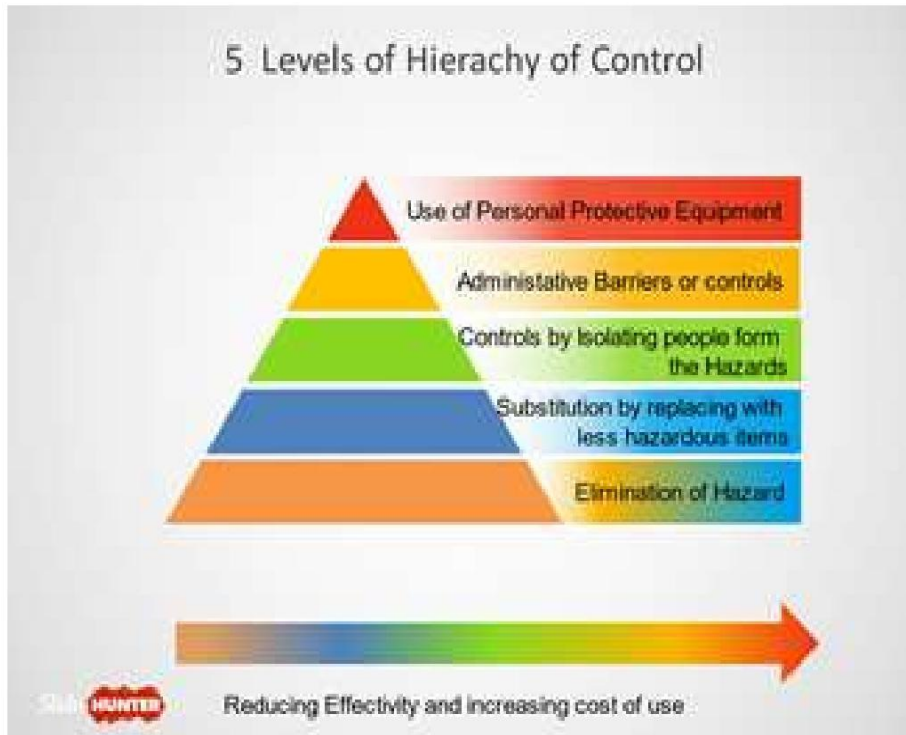 5 Levels of Hierachy of Control
Use of Personal Protective Equipment
Administative Barriers or controls
Controls by Isolating people form
the Hazards
Substitution by replacing with
less hazardous items
Elimination of Hazard
Reducing Effectivity and increasing cost of use
Slide HUNTER